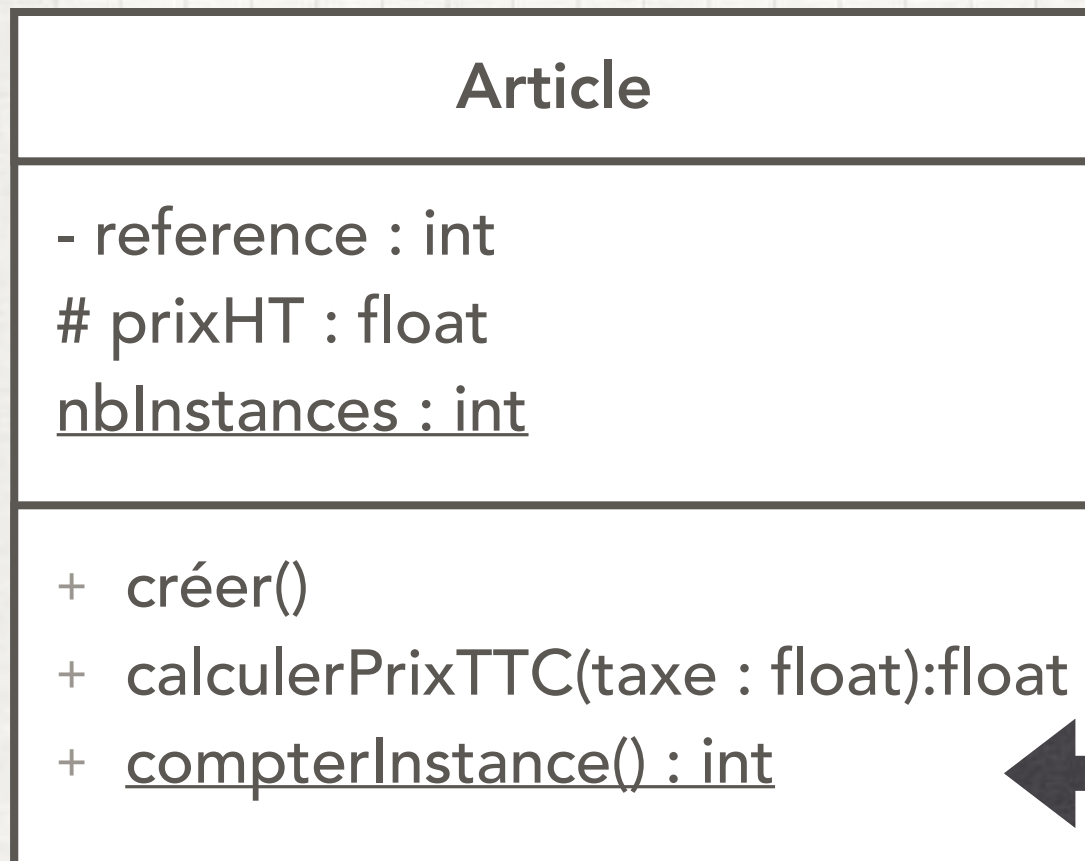 Article
- reference : int
# prixHT : float
nbInstances : int
+ créer()
+ calculerPrixTTC(taxe : float):float
+ compterInstance() : int